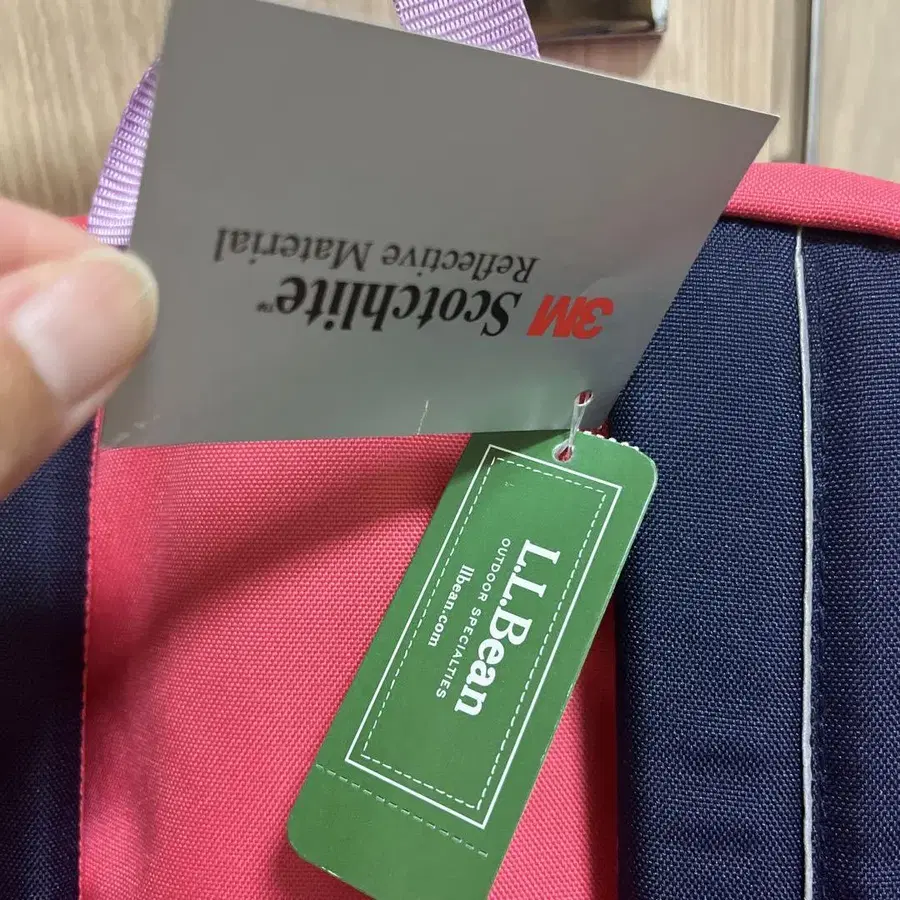 3M Scotchlite™
Reflective Material
L.L.Bean
OUTDOOR SPECIALTIES
llbean.com